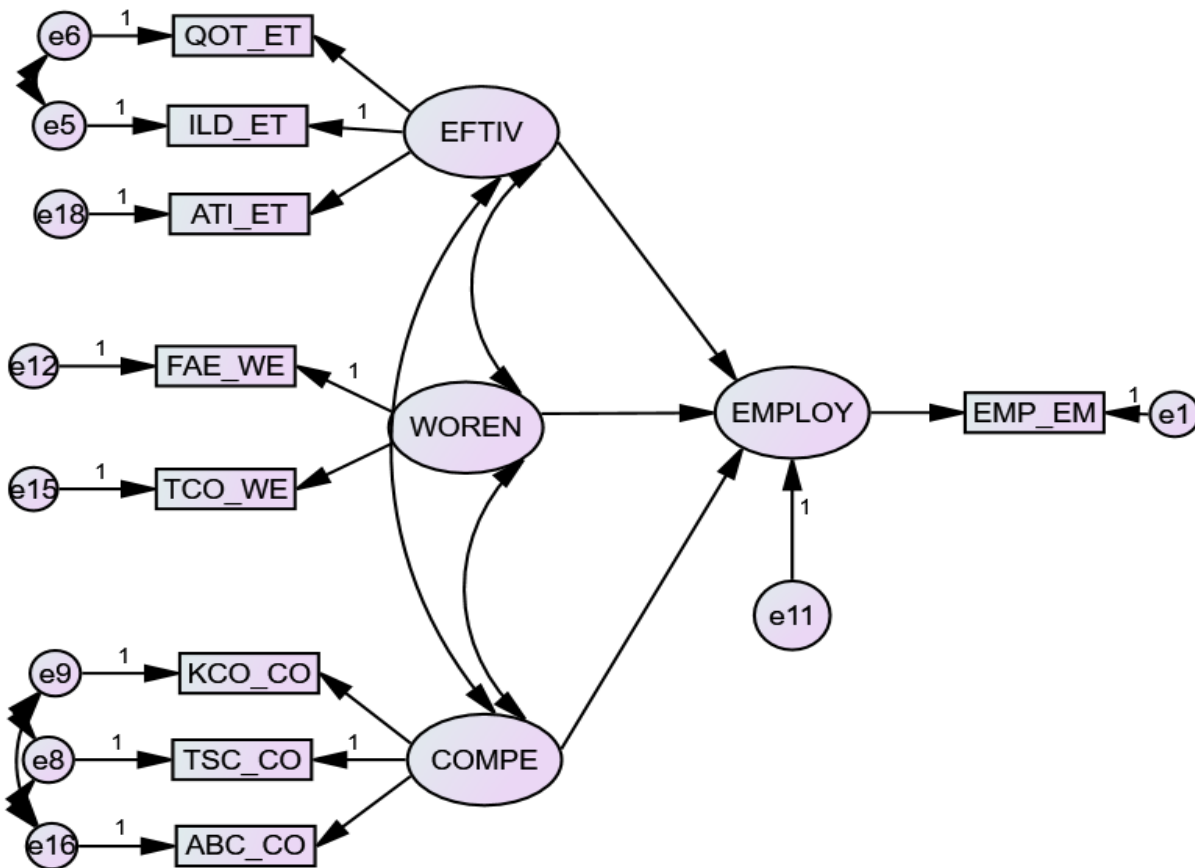 e6
1
QOT_ET
e5
1
ILD_ET
1
EFTIV
e18
1
ATI_ET
e12
1
FAE_WE
1
WOREN
EMPLOY
EMP_EM
1
e1
e15
1
TCO_WE
1
e11
e9
1
KCO_CO
e8
1
TSC_CO
1
COMPE
e16
1
ABC_CO